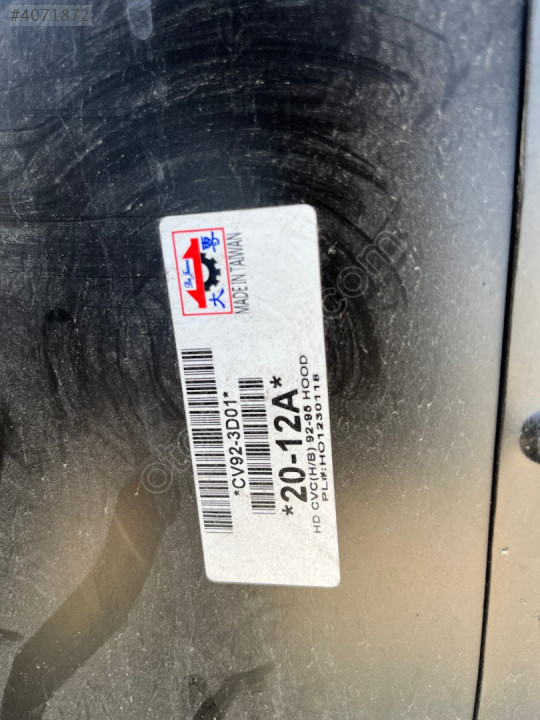 #4071872
大專
MADE IN TAIWAN
*CV92-3D01*
*20-12A*
HD CVC(H/B) 92-95 HOOD
PL#:HO1230118